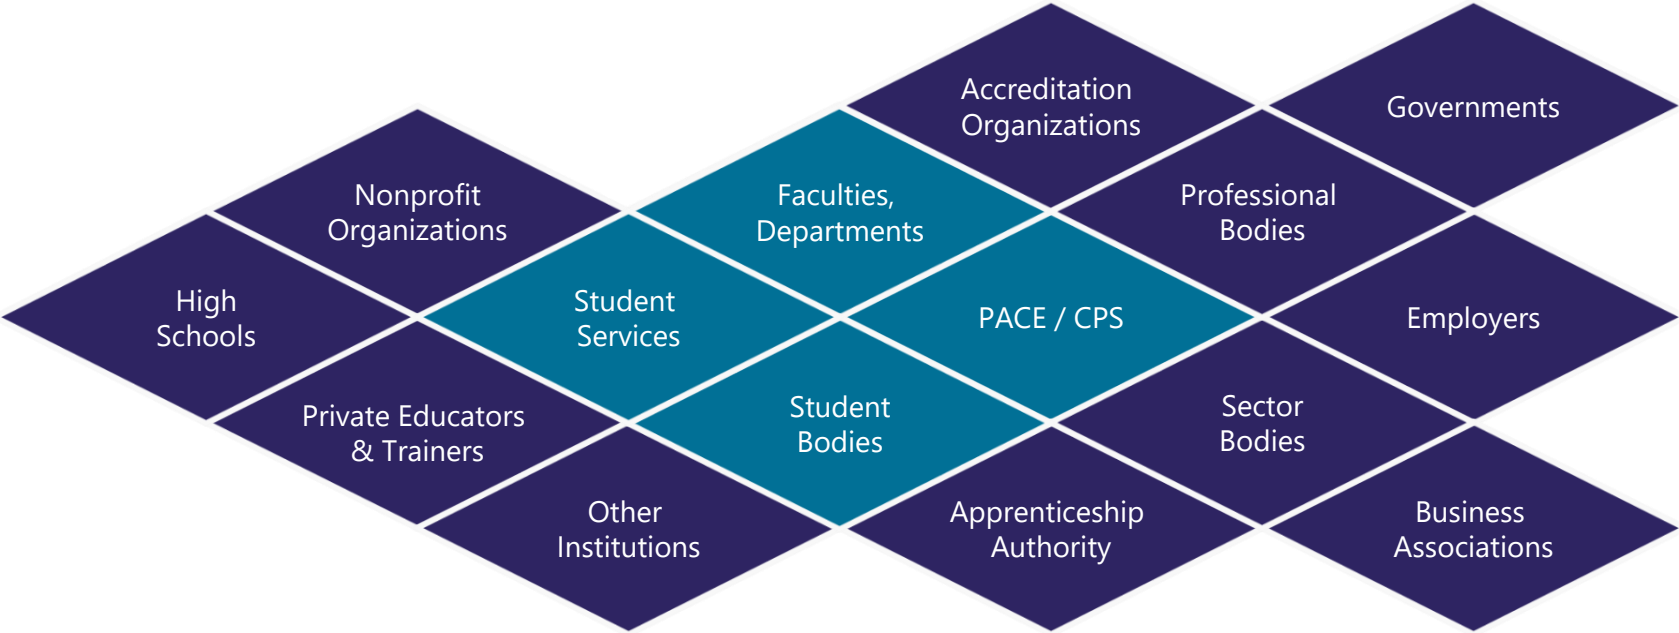 Accreditation
Organizations
Governments
Nonprofit
Organizations
Faculties,
Departments
Professional
Bodies
High
Schools
Student
Services
PACE / CPS
Employers
Private Educators
& Trainers
Student
Bodies
Sector
Bodies
Other
Institutions
Apprenticeship
Authority
Business
Associations